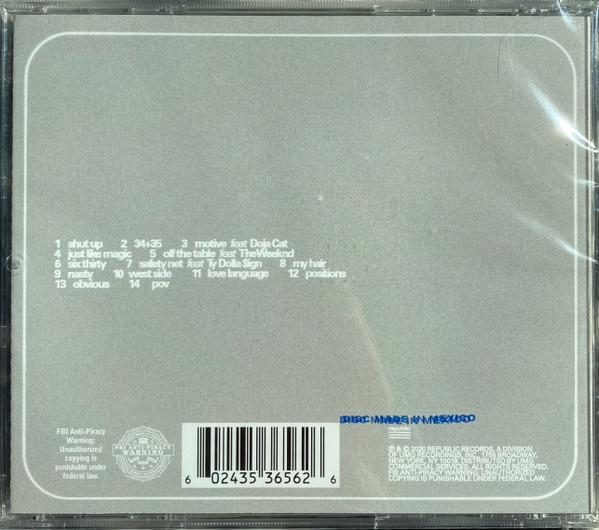 1 shut up 2 34+35 3 motive feat Doja Cat
4 just like magic 5 off the table feat TheWeeknd
6 six thirty 7 safety net feat Ty Dolla $ign 8 my hair
9 nasty 10 west side 11 love language 12 positions
13 obvious 14 pov
DISC MADE IN MEXICO
FBI Anti-Piracy
Warning:
Unauthorized
copying is
punishable under
federal law.
FBI ANTI-PIRACY
WARNING
6 02435 36562 6
Republic
℗ © 2020 REPUBLIC RECORDS, A DIVISION
OF UMG RECORDINGS, INC., 1755 BROADWAY,
NEW YORK, NY 10019. DISTRIBUTED BY UMG
COMMERCIAL SERVICES. ALL RIGHTS RESERVED.
FBI ANTI-PIRACY WARNING: UNAUTHORIZED
COPYING IS PUNISHABLE UNDER FEDERAL LAW.